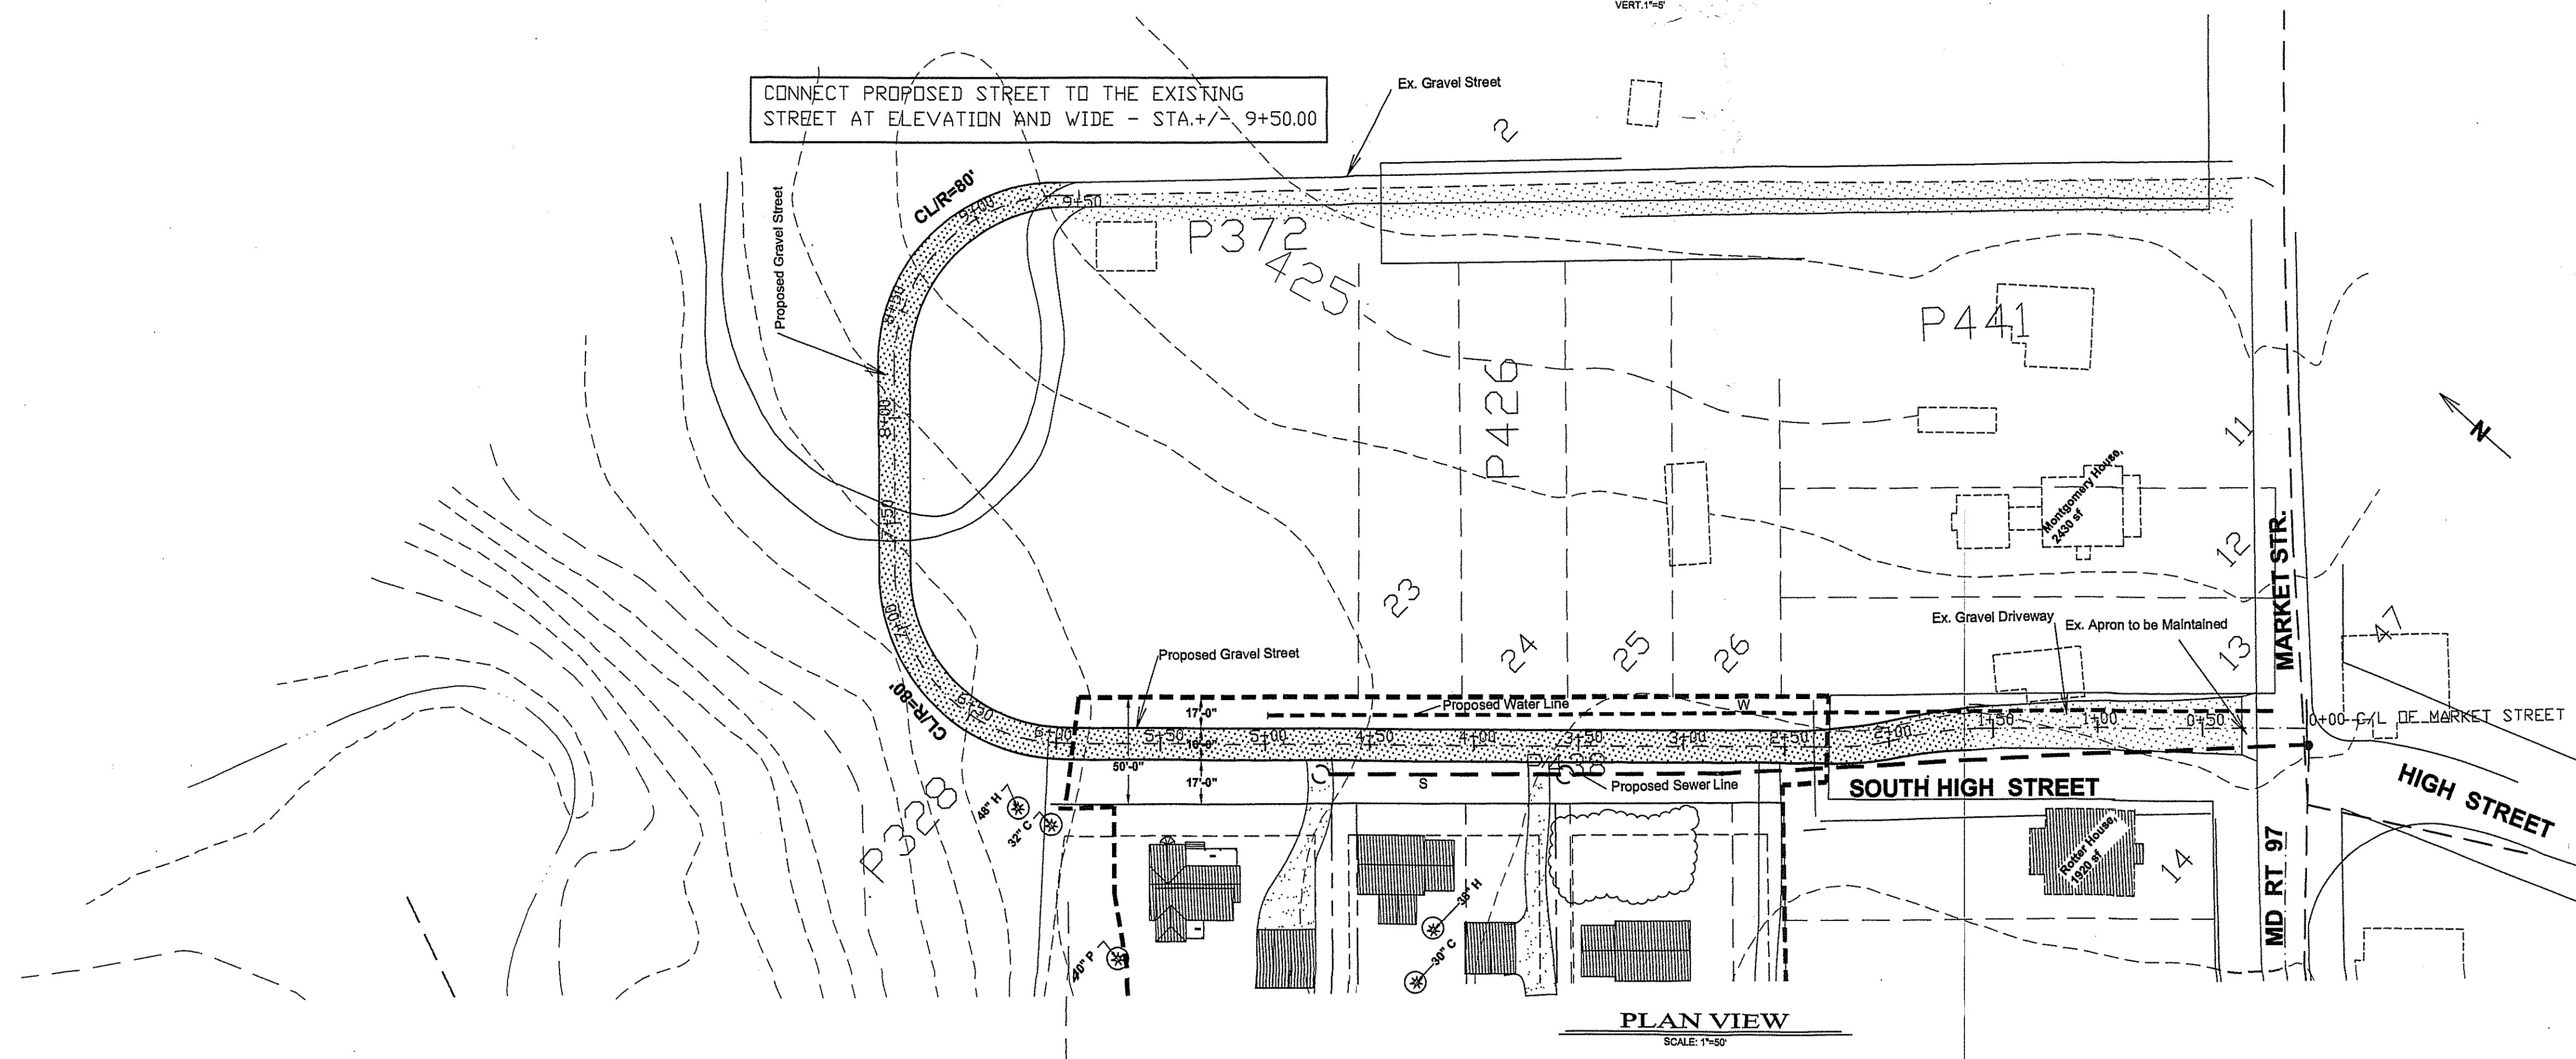 VERT.1"=5'
CONNECT PROPOSED STREET TO THE EXISTING
STREET AT ELEVATION AND WIDE - STA.+/- 9+50.00
Ex. Gravel Street
2
Proposed Gravel Street
CL/R=80'
9+00
9+50
P372
425
8+50
P441
8+00
P426
11
N
Montgomery House,
2430 sf
7+50
12
MARKET STR.
23
24
25
26
7+00
Ex. Gravel Driveway
Ex. Apron to be Maintained
13
47
Proposed Gravel Street
CL/R=80'
6+50
17'-0"
Proposed Water Line
W
6+00
5+50
5+00
4+50
4+00
3+50
3+00
2+50
2+00
1+50
1+00
0+50
0+00 C/L OF MARKET STREET
16'-0"
50'-0"
17'-0"
S
Proposed Sewer Line
SOUTH HIGH STREET
HIGH STREET
P328
48" H
32" C
Rotter House,
1920 sf
14
MD RT 97
38" H
30" C
40" P
PLAN VIEW
SCALE: 1"=50'